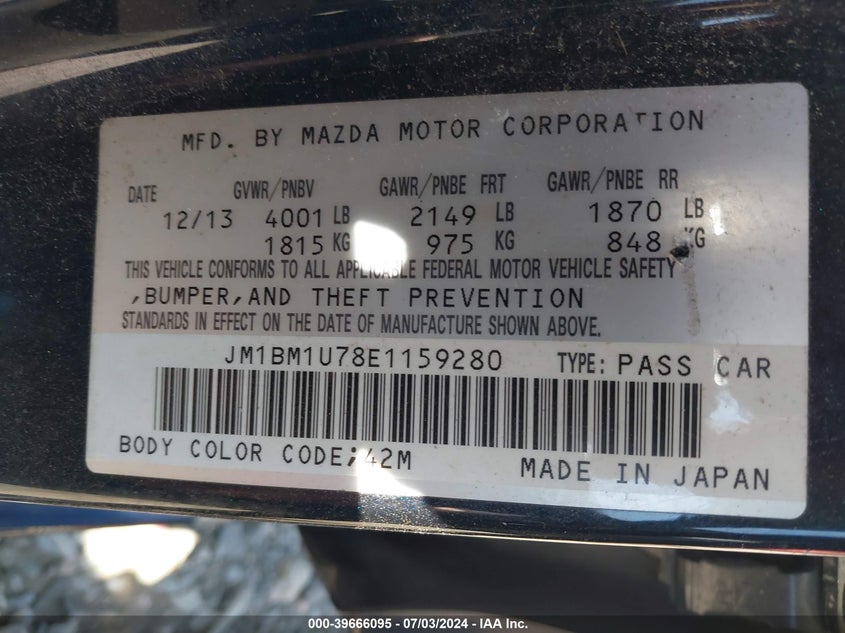 MFD. BY MAZDA MOTOR CORPORATION
DATE GVWR/PNBV GAWR/PNBE FRT GAWR/PNBE RR
12/13 4001 LB 2149 LB 1870 LB
1815 KG 975 KG 848 KG
THIS VEHICLE CONFORMS TO ALL APPLICABLE FEDERAL MOTOR VEHICLE SAFETY
,BUMPER,AND THEFT PREVENTION
STANDARDS IN EFFECT ON THE DATE OF MANUFACTURE SHOWN ABOVE.
JM1BM1U78E1159280 TYPE: PASS CAR
BODY COLOR CODE;42M
MADE IN JAPAN
000-39666095 - 07/03/2024 - IAA Inc.